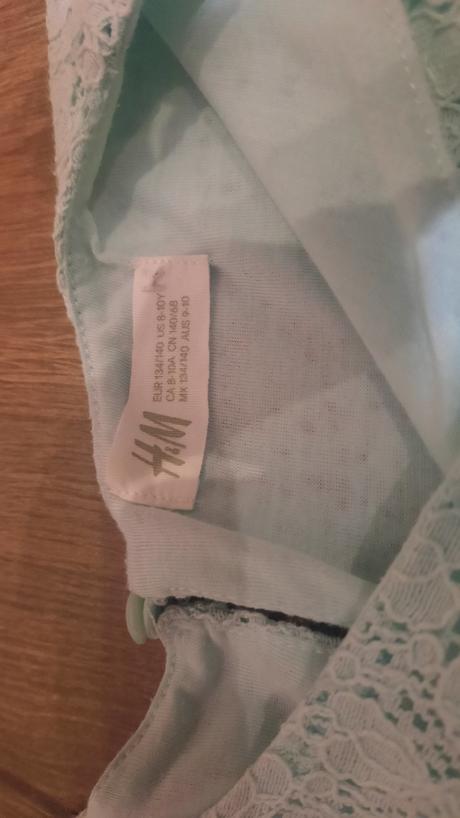 H&M
EUR 134/140 US 8-10Y
CA 8-10A CN 140/68
MX 134/140 AUS 9-10